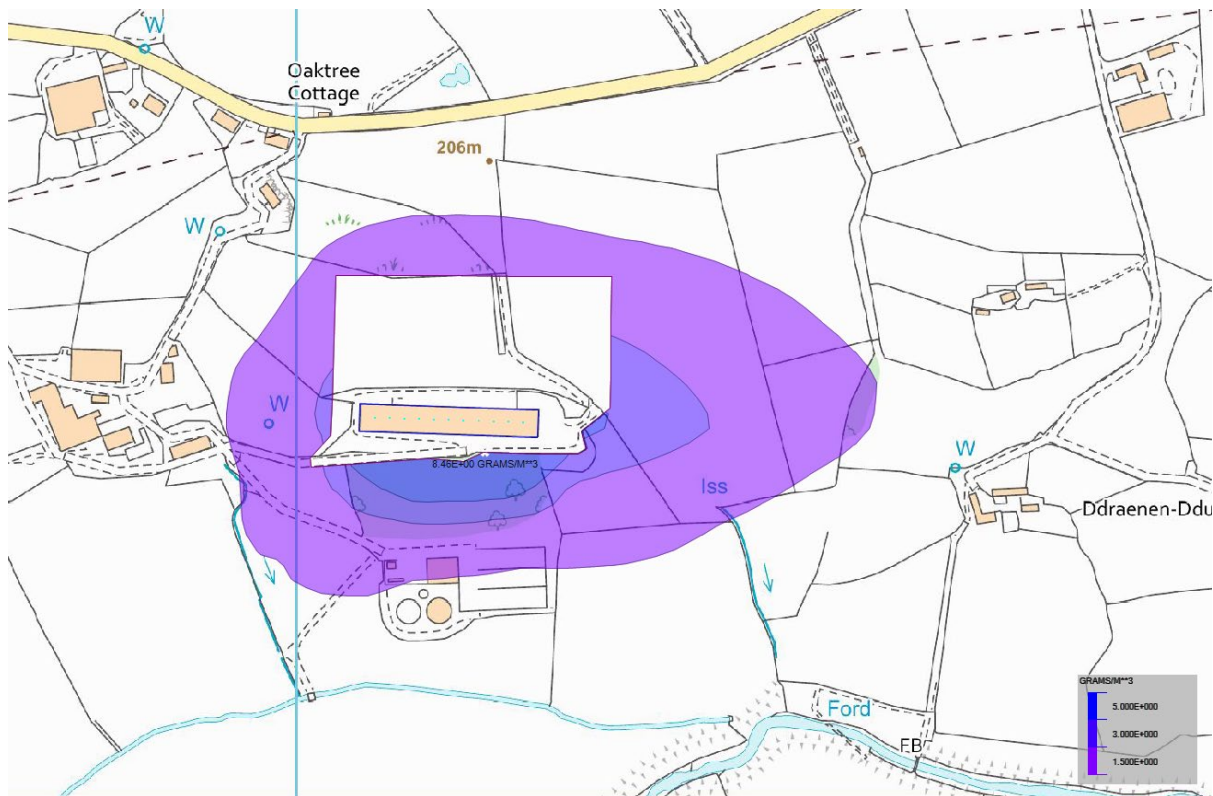 W
Oaktree
Cottage
206m
W
W
8.46E+00 GRAMS/M**3
W
Iss
Ddraenen-Ddu
Ford
FB
GRAMS/M**3
5.000E+000
3.000E+000
1.500E+000